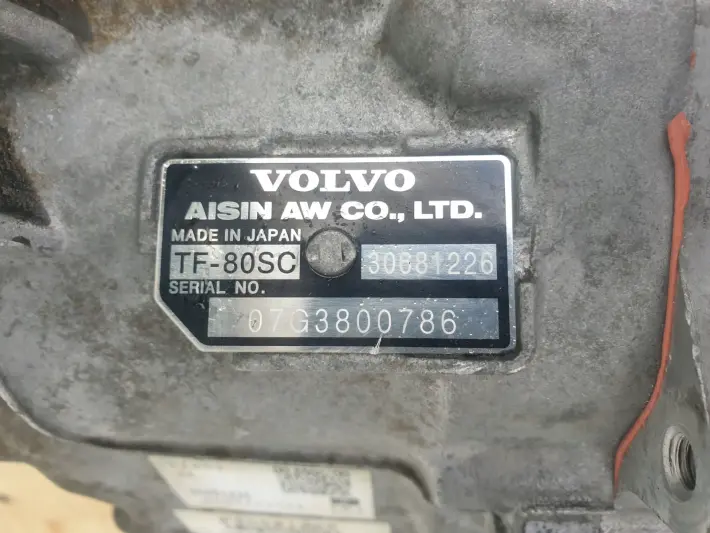 VOLVO
AISIN AW CO., LTD.
MADE IN JAPAN
TF-80SC 30681226
SERIAL NO.
07G3800786